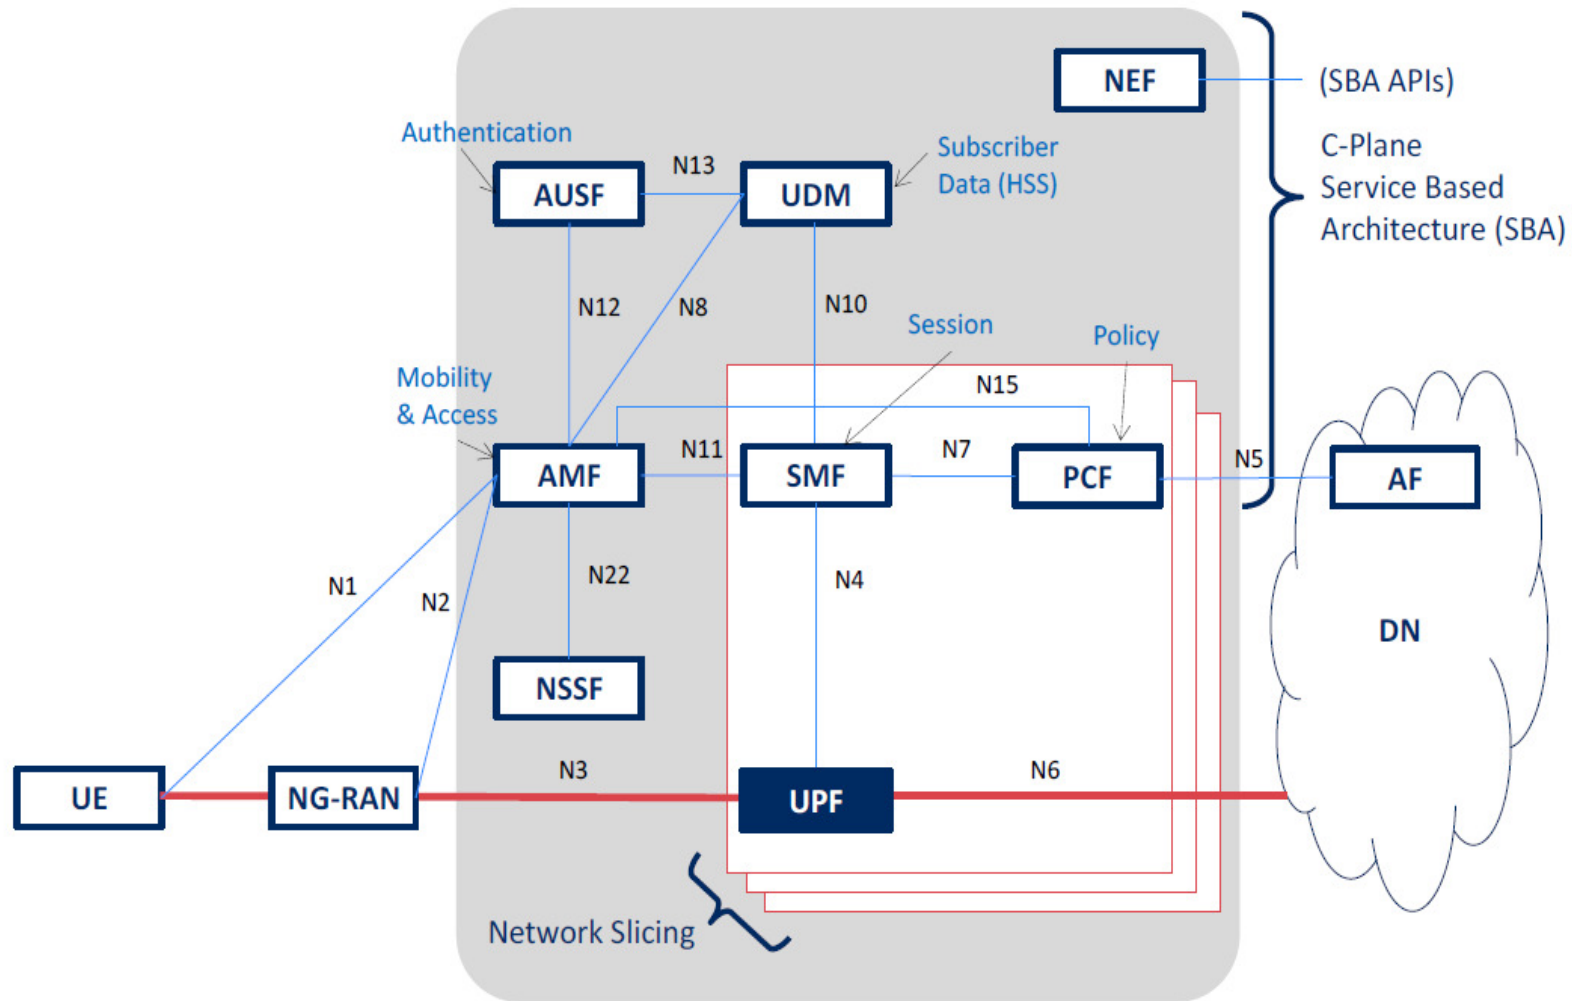 NEF
(SBA APIs)
Authentication
C-Plane
Service Based
Architecture (SBA)
Subscriber
Data (HSS)
N13
AUSF
UDM
N12
N8
N10
Session
Policy
Mobility
& Access
N15
N11
N7
N5
AMF
SMF
PCF
AF
N1
N2
N22
N4
DN
NSSF
N3
N6
UE
NG-RAN
UPF
Network Slicing